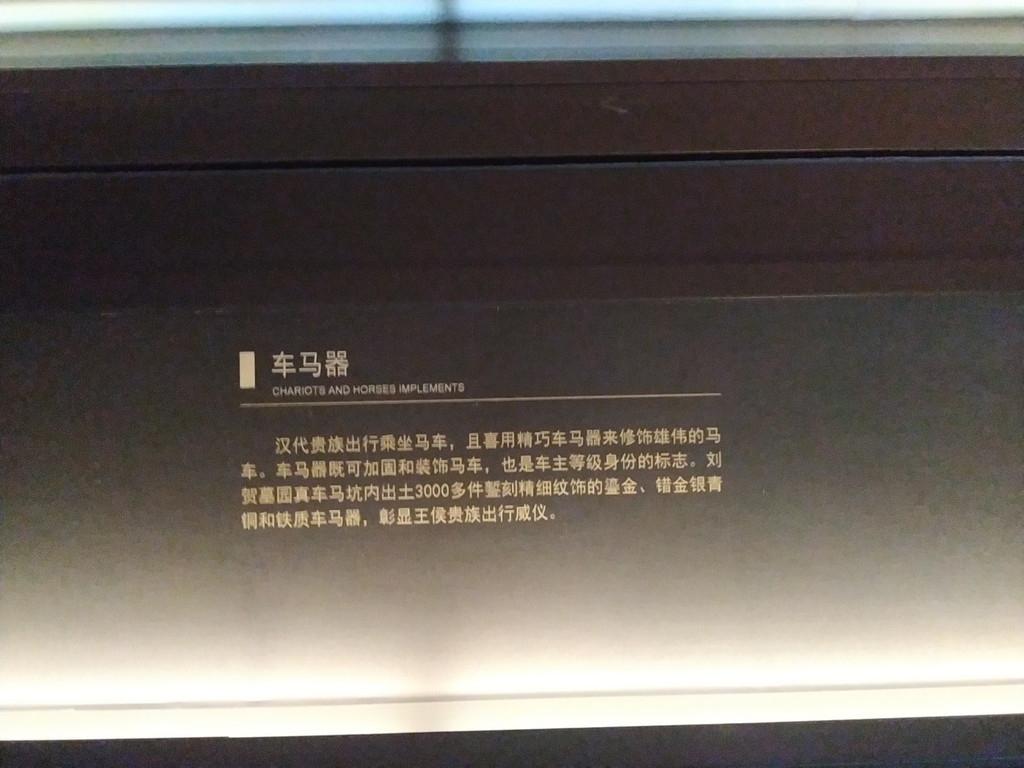 车马器
CHARIOTS AND HORSES IMPLEMENTS
汉代贵族出行乘坐马车，且喜用精巧车马器来修饰雄伟的马
车。车马器既可加固和装饰马车，也是车主等级身份的标志。刘
贺墓园真车马坑内出土3000多件錾刻精细纹饰的鎏金、错金银青
铜和铁质车马器，彰显王侯贵族出行威仪。